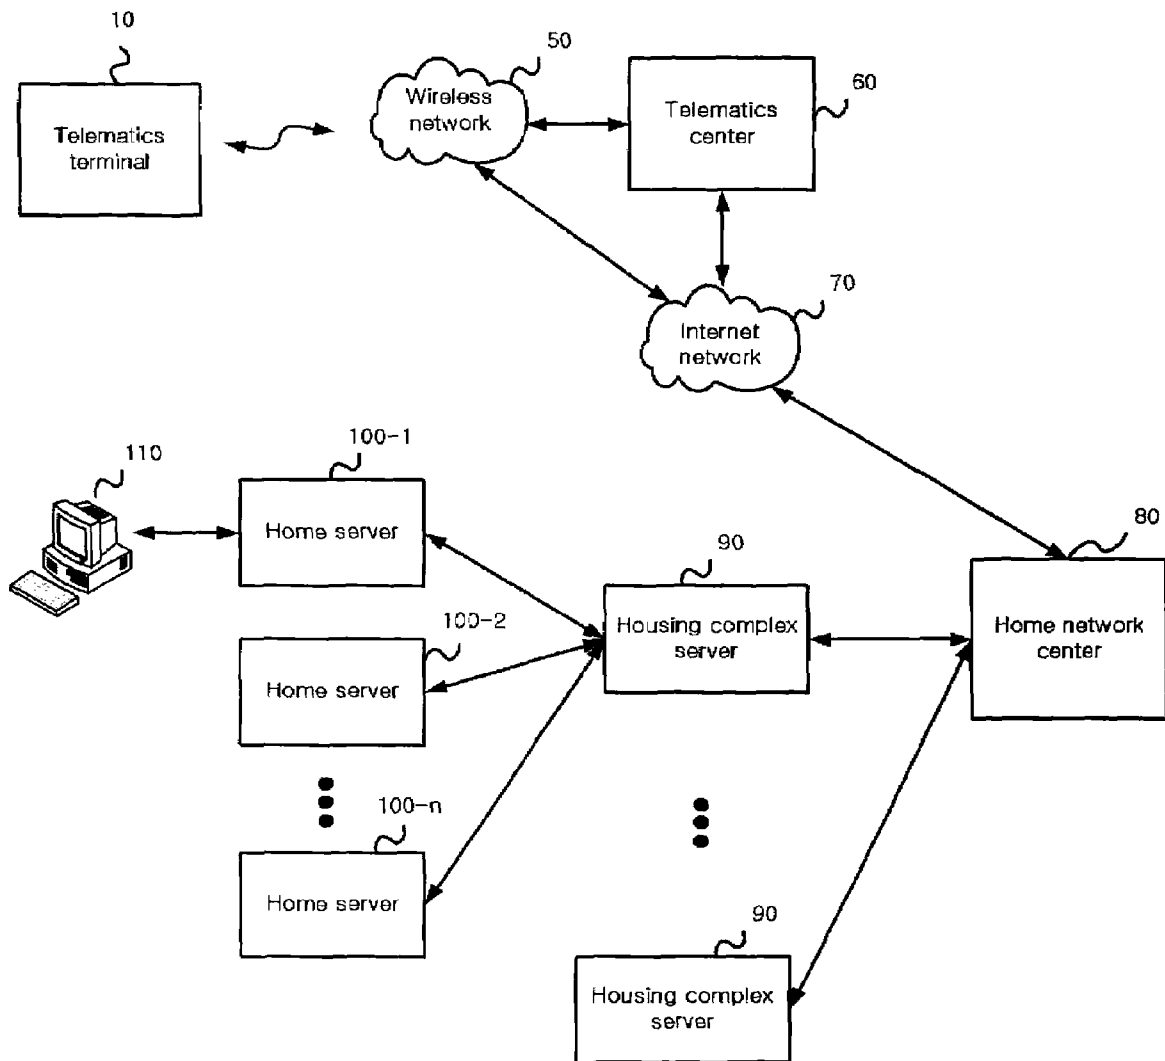 10
Telematics
terminal
50
Wireless
network
60
Telematics
center
70
Internet
network
110
100-1
Home server
100-2
Home server
100-n
Home server
90
Housing complex
server
80
Home network
center
90
Housing complex
server